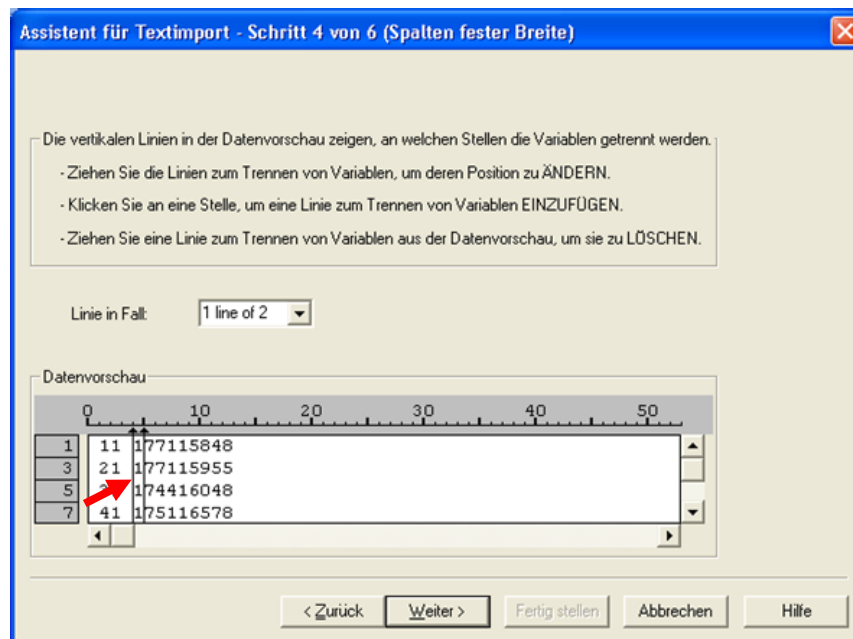 Assistent für Textimport - Schritt 4 von 6 (Spalten fester Breite)
Die vertikalen Linien in der Datenvorschau zeigen, an welchen Stellen die Variablen getrennt werden.
- Ziehen Sie die Linien zum Trennen von Variablen, um deren Position zu ÄNDERN.
- Klicken Sie an eine Stelle, um eine Linie zum Trennen von Variablen EINZUFÜGEN.
- Ziehen Sie eine Linie zum Trennen von Variablen aus der Datenvorschau, um sie zu LÖSCHEN.
Linie in Fall: 1 line of 2
Datenvorschau
0 10 20 30 40 50
1 11 177115848
3 21 177115955
5 174416048
7 41 175116578
< Zurück Weiter > Fertig stellen Abbrechen Hilfe